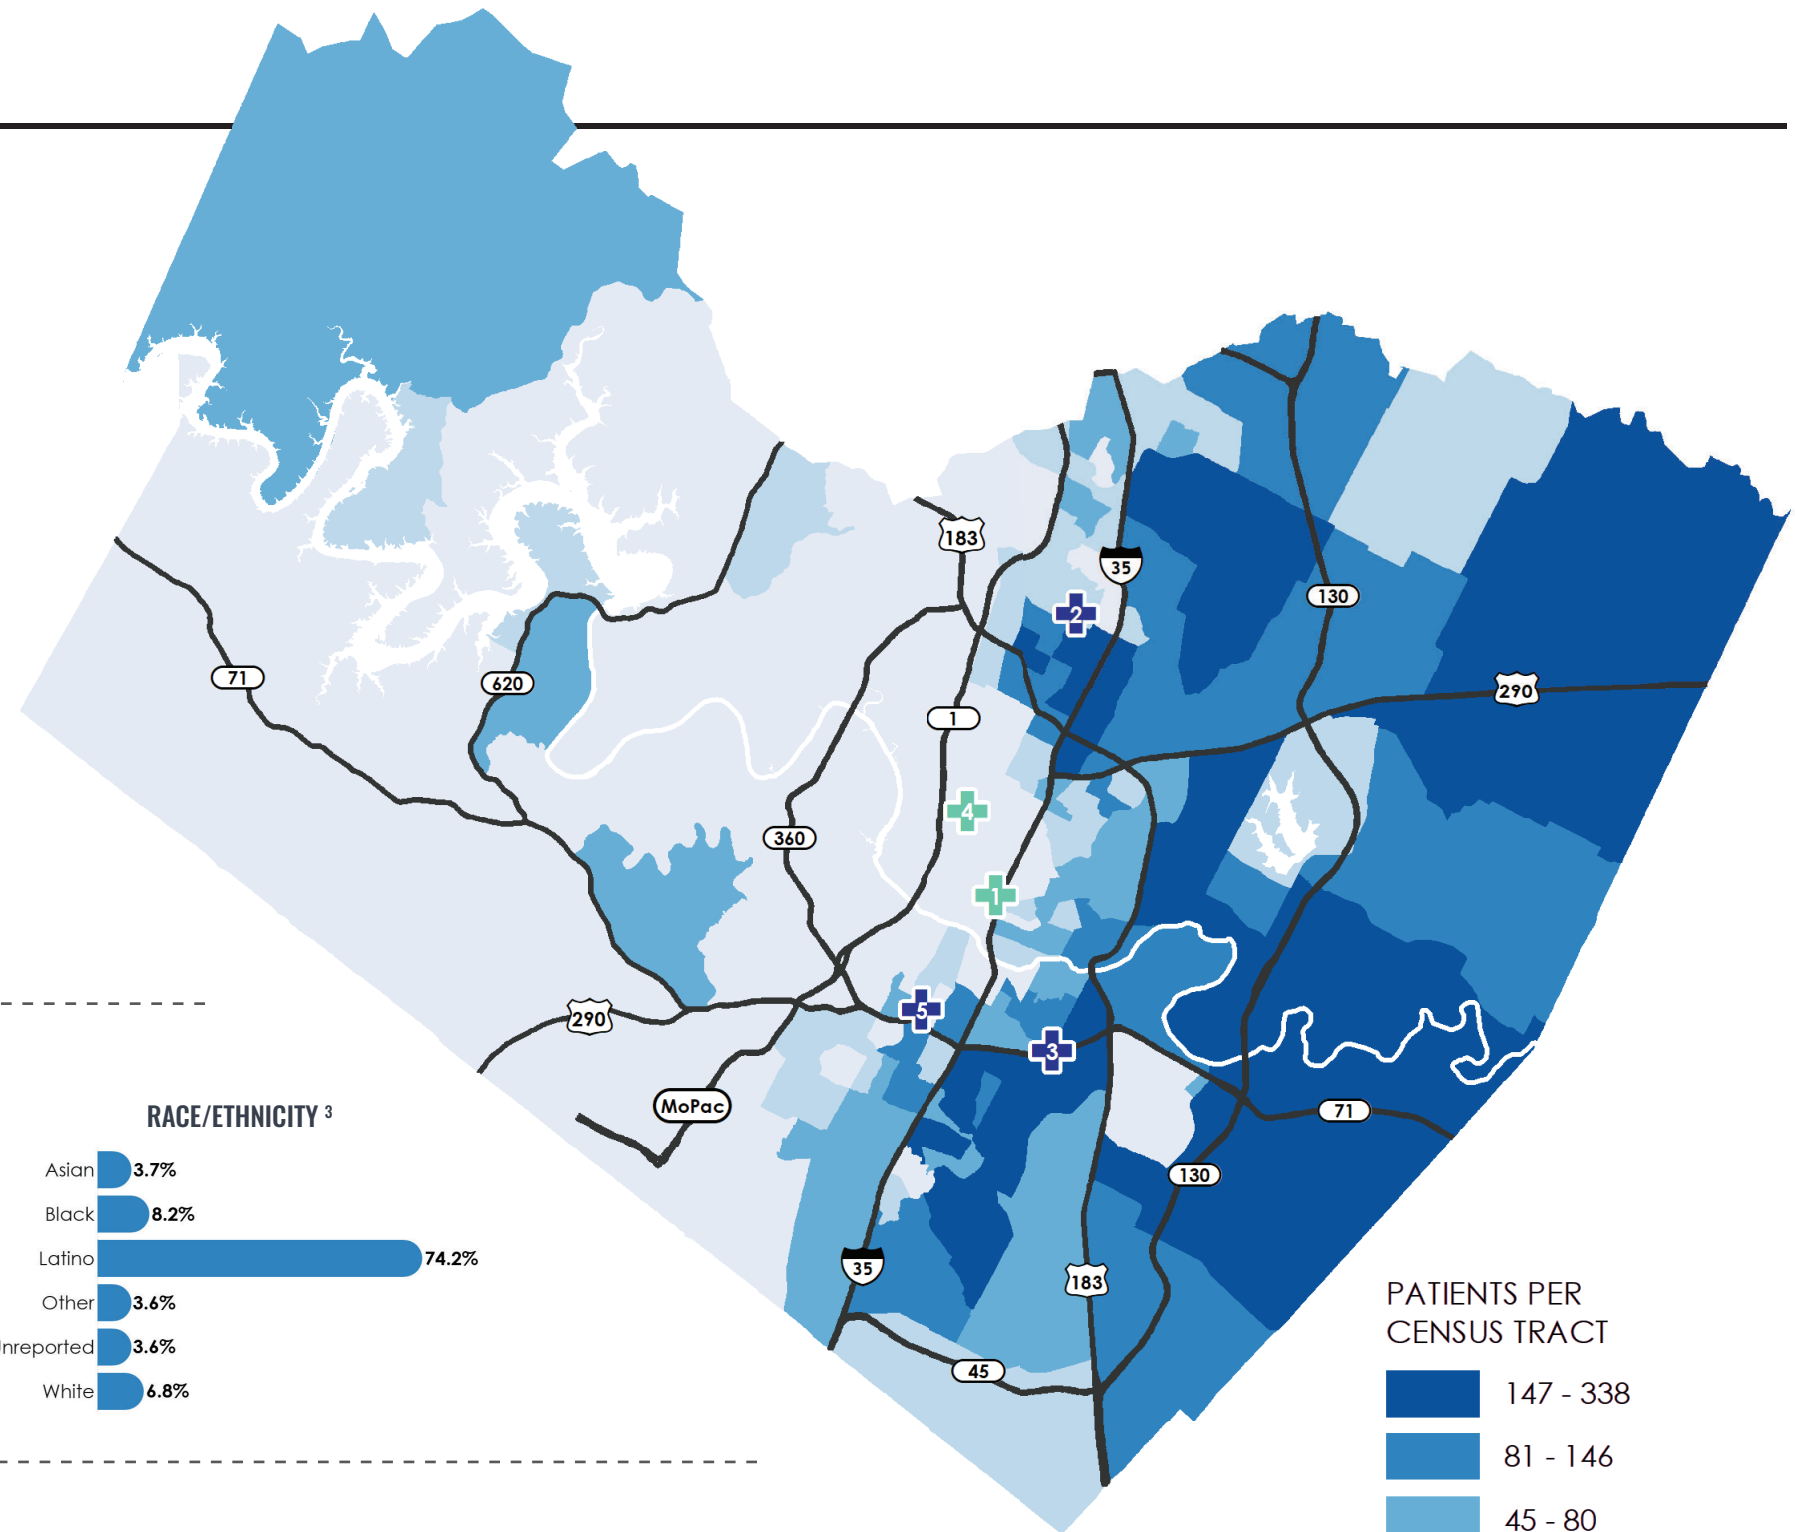 183
35
2
130
71
620
290
1
4
360
1
5
290
3
MoPac
71
130
35
183
45
RACE/ETHNICITY 3
Asian 3.7%
Black 8.2%
Latino 74.2%
Other 3.6%
nreported 3.6%
White 6.8%
PATIENTS PER
CENSUS TRACT
147 - 338
81 - 146
45 - 80